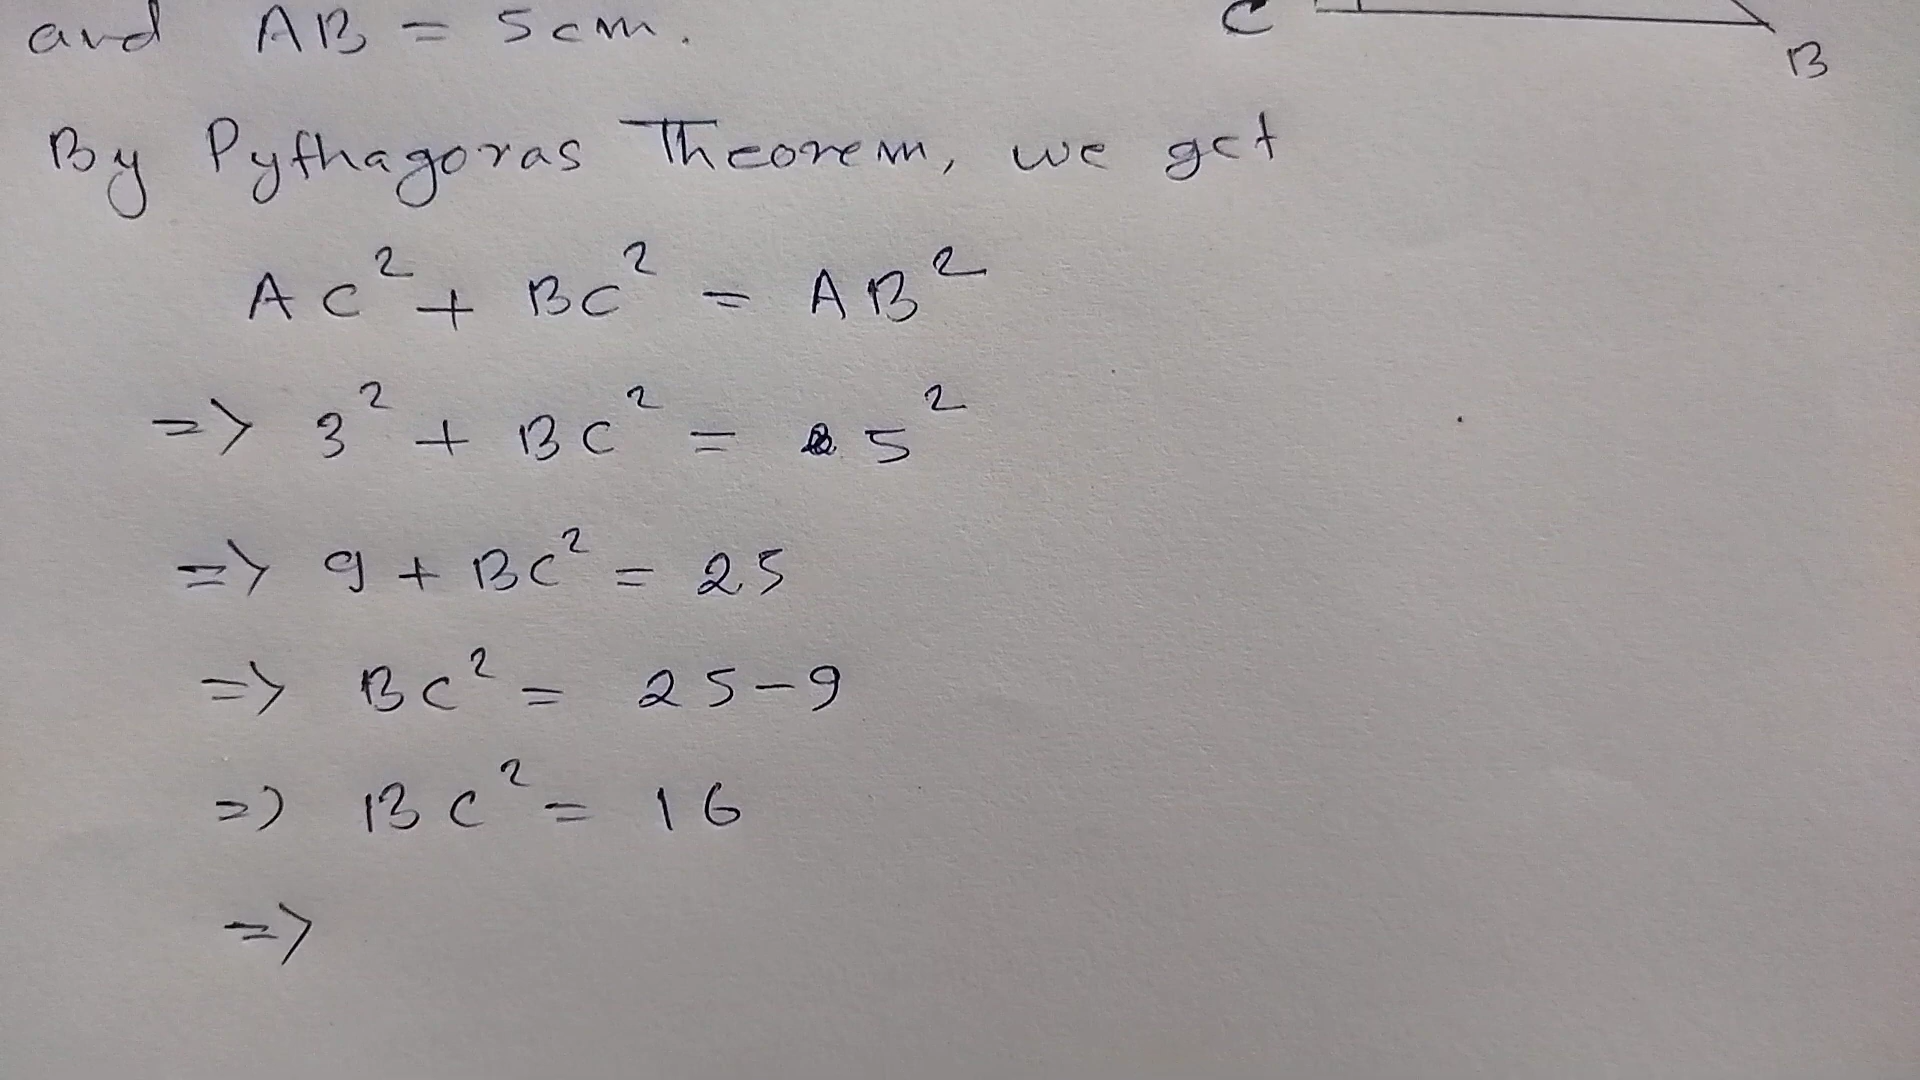 and AB = 5cm.
C
B
By Pythagoras Theorem, we get
AC² + BC² = AB²
=> 3² + BC² = 5²
=> 9 + BC² = 25
=> BC² = 25-9
=> BC² = 16
=>